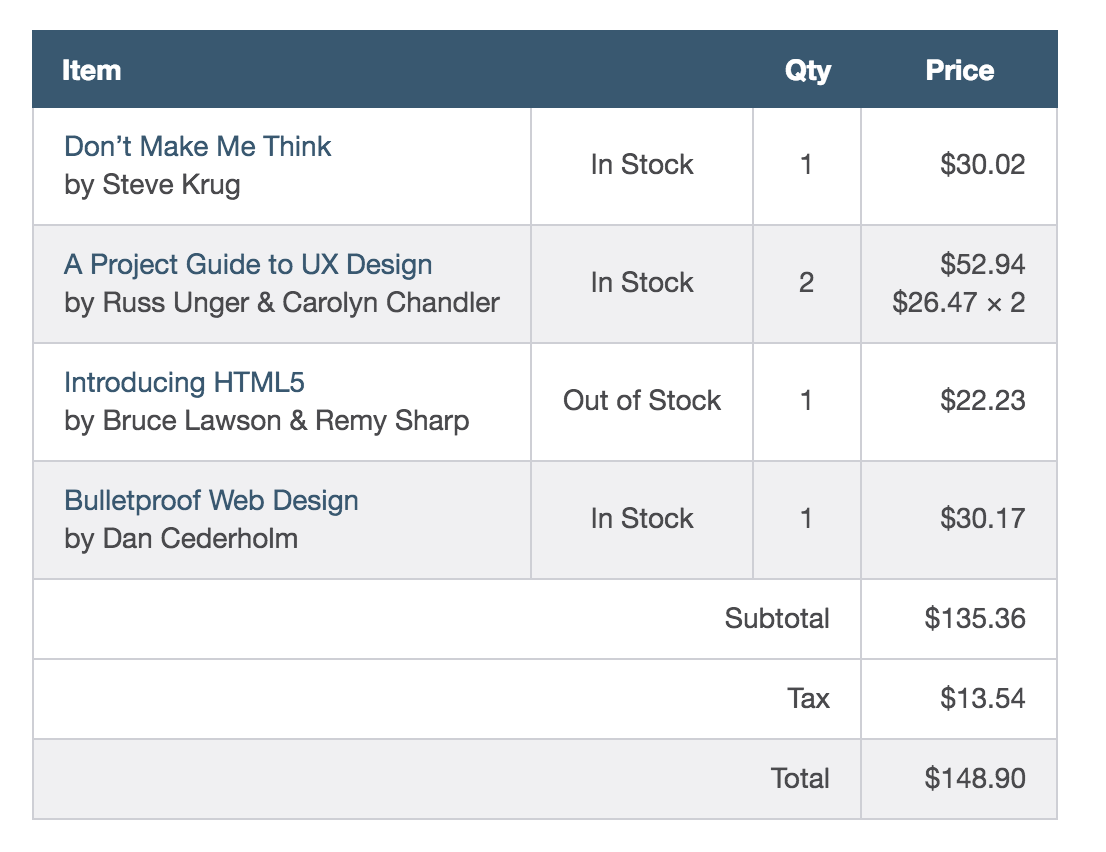 Item Qty Price
Don’t Make Me Think
by Steve Krug
In Stock 1 $30.02
A Project Guide to UX Design
by Russ Unger & Carolyn Chandler
In Stock 2 $52.94
$26.47 × 2
Introducing HTML5
by Bruce Lawson & Remy Sharp
Out of Stock 1 $22.23
Bulletproof Web Design
by Dan Cederholm
In Stock 1 $30.17
Subtotal $135.36
Tax $13.54
Total $148.90